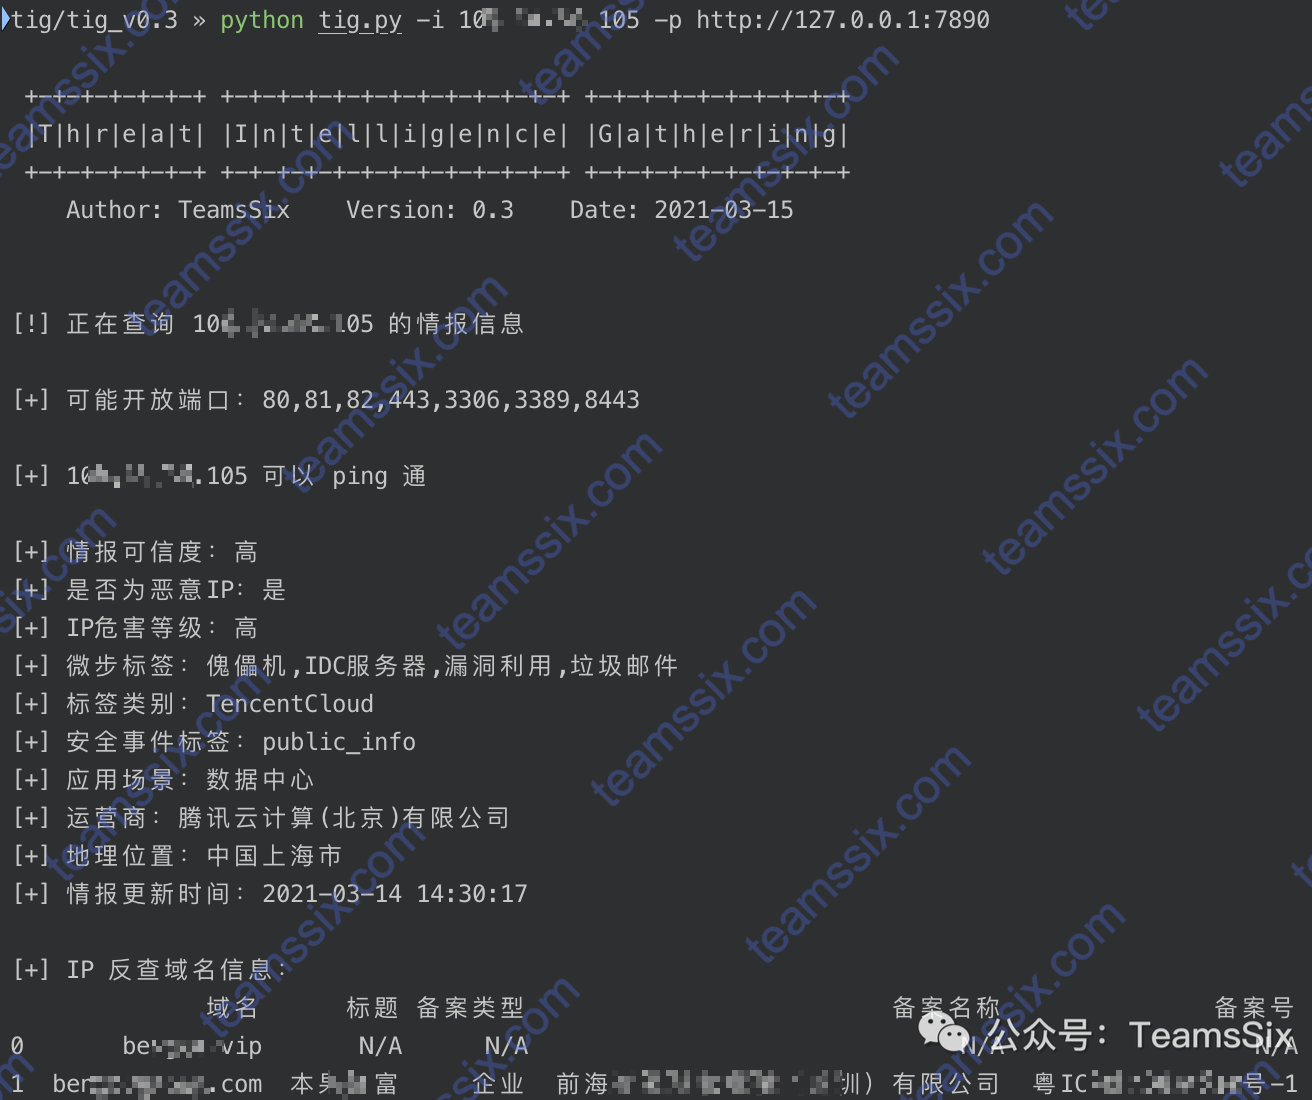 tig/tig_v0.3 » python tig.py -i 10 105 -p http://127.0.0.1:7890
+-+-+-+-+-+-+ +-+-+-+-+-+-+-+-+-+-+-+-+ +-+-+-+-+-+-+-+-+-+
|T|h|r|e|a|t| |I|n|t|e|l|l|i|g|e|n|c|e| |G|a|t|h|e|r|i|n|g|
+-+-+-+-+-+-+ +-+-+-+-+-+-+-+-+-+-+-+-+ +-+-+-+-+-+-+-+-+-+
Author: TeamsSix Version: 0.3 Date: 2021-03-15
[!] 正在查询 10 105 的情报信息
[+] 可能开放端口: 80,81,82,443,3306,3389,8443
[+] 10 .105 可以 ping 通
[+] 情报可信度: 高
[+] 是否为恶意IP: 是
[+] IP危害等级: 高
[+] 微步标签: 傀儡机,IDC服务器,漏洞利用,垃圾邮件
[+] 标签类别: TencentCloud
[+] 安全事件标签: public_info
[+] 应用场景: 数据中心
[+] 运营商: 腾讯云计算(北京)有限公司
[+] 地理位置: 中国上海市
[+] 情报更新时间: 2021-03-14 14:30:17
[+] IP 反查域名信息:
域名 标题 备案类型 备案名称 备案号
0 be vip N/A N/A N/A N/A
1 ben .com 本 富 企业 前海 圳) 有限公司 粤IC 号-1
公众号: TeamsSix
teamssix.com